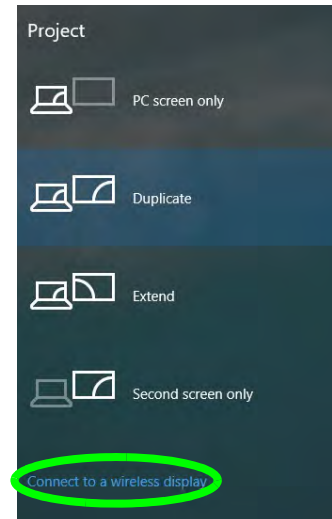 Project
PC screen only
Duplicate
Extend
Second screen only
Connect to a wireless display